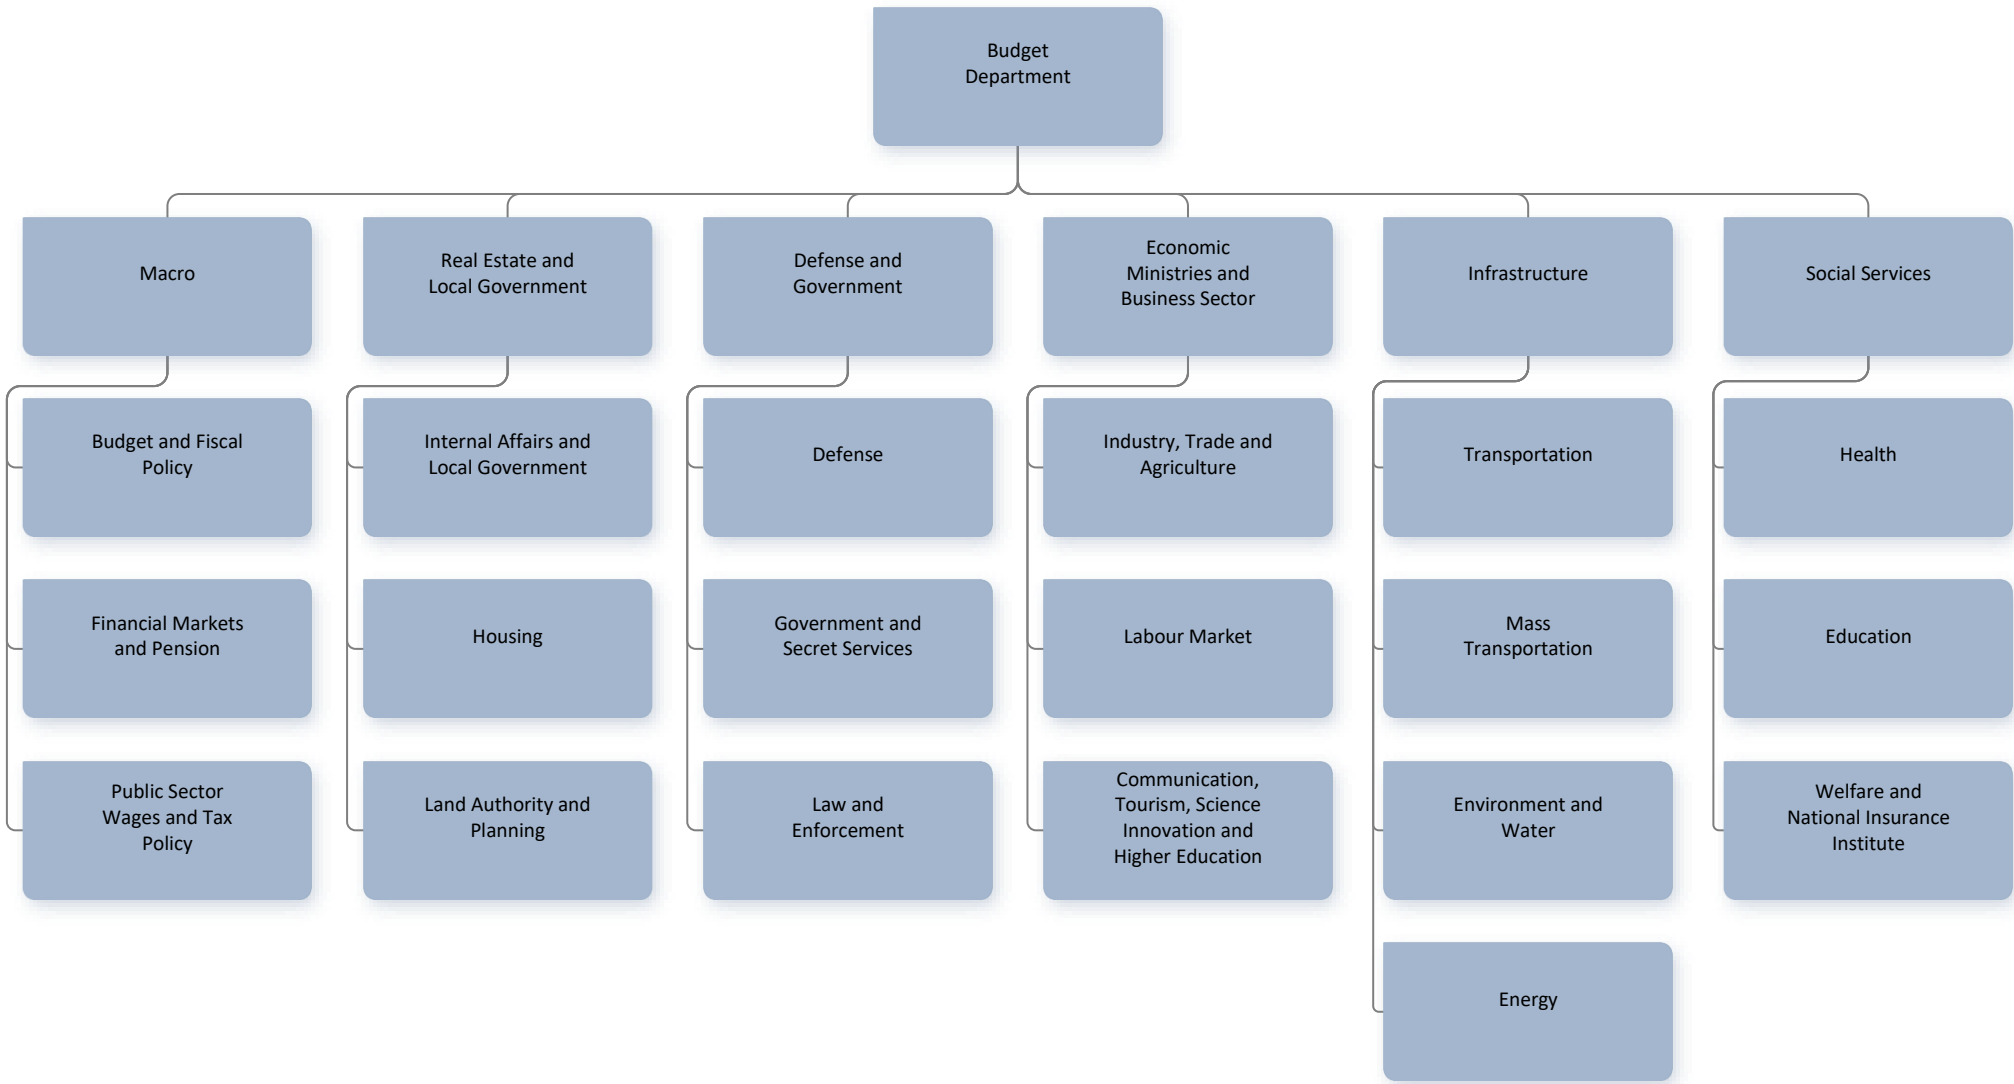 Budget
Department
Macro
Real Estate and
Local Government
Defense and
Government
Economic
Ministries and
Business Sector
Infrastructure
Social Services
Budget and Fiscal
Policy
Internal Affairs and
Local Government
Defense
Industry, Trade and
Agriculture
Transportation
Health
Financial Markets
and Pension
Housing
Government and
Secret Services
Labour Market
Mass
Transportation
Education
Public Sector
Wages and Tax
Policy
Land Authority and
Planning
Law and
Enforcement
Communication,
Tourism, Science
Innovation and
Higher Education
Environment and
Water
Welfare and
National Insurance
Institute
Energy